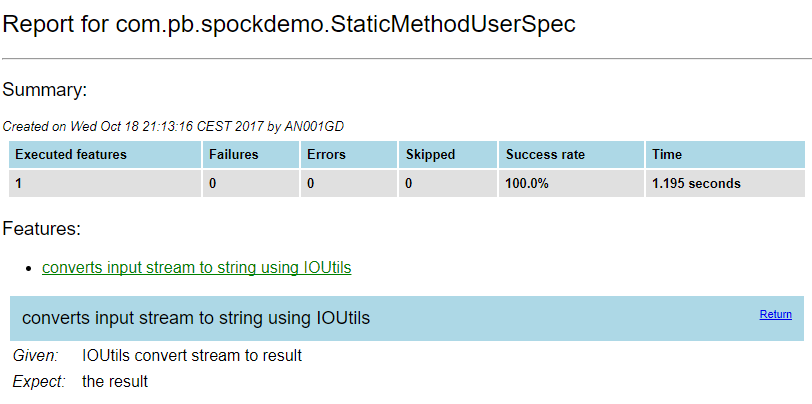 Report for com.pb.spockdemo.StaticMethodUserSpec
Summary:
Created on Wed Oct 18 21:13:16 CEST 2017 by AN001GD
Executed features Failures Errors Skipped Success rate Time
1 0 0 0 100.0% 1.195 seconds
Features:
converts input stream to string using IOUtils
converts input stream to string using IOUtils Return
Given: IOUtils convert stream to result
Expect: the result